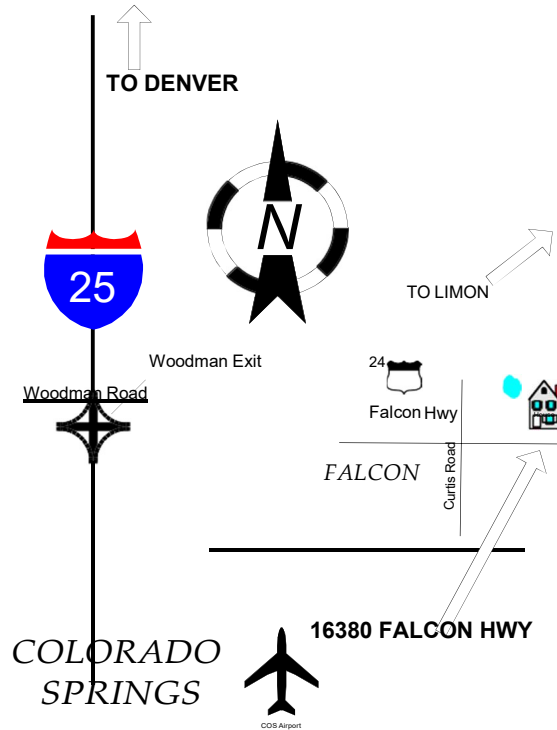 TO DENVER
N
25
TO LIMON
Woodman Exit
24
Woodman Road
Falcon Hwy
FALCON
Curtis Road
16380 FALCON HWY
COLORADO
SPRINGS
COS Airport